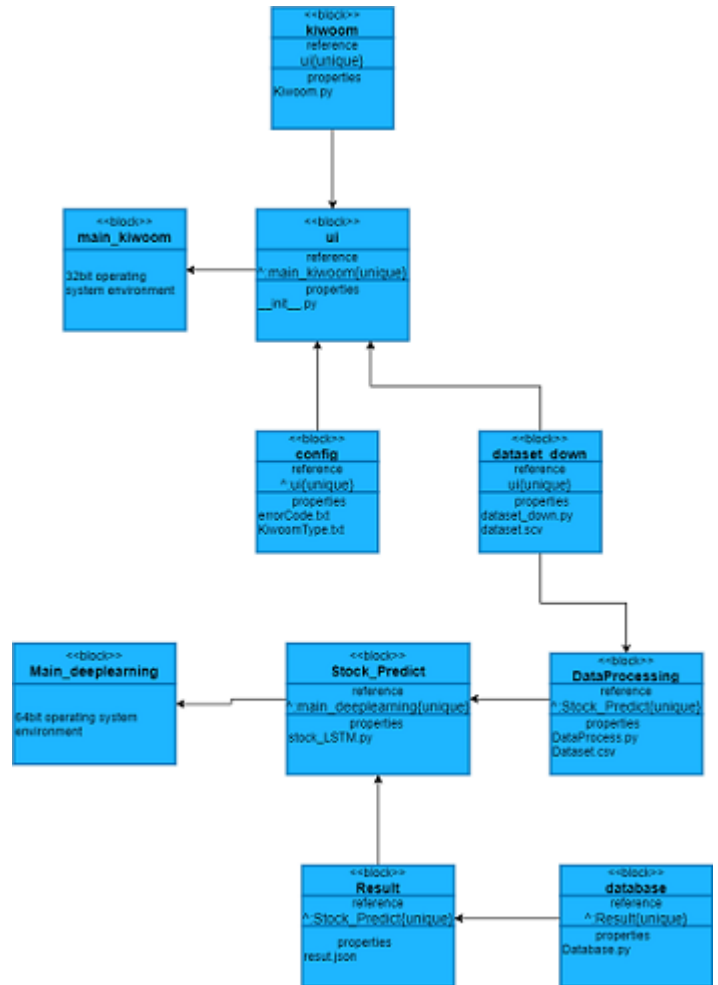 <<block>>
kiwoom
reference
ui{unique}
properties
Kiwoom.py
<<block>>
main_kiwoom
32bit operating
system environment
<<block>>
ui
reference
^:main_kiwoom{unique}
properties
__init__.py
<<block>>
config
reference
^:ui{unique}
properties
errorCode.txt
KiwoomType.txt
<<block>>
dataset_down
reference
ui{unique}
properties
dataset_down.py
dataset.scv
<<block>>
Main_deeplearning
64bit operating system
environment
<<block>>
Stock_Predict
reference
^:main_deeplearning{unique}
properties
stock_LSTM.py
<<block>>
DataProcessing
reference
^:Stock_Predict{unique}
properties
DataProcess.py
Dataset.csv
<<block>>
Result
reference
^:Stock_Predict{unique}
properties
resut.json
<<block>>
database
reference
^:Result{unique}
properties
Database.py